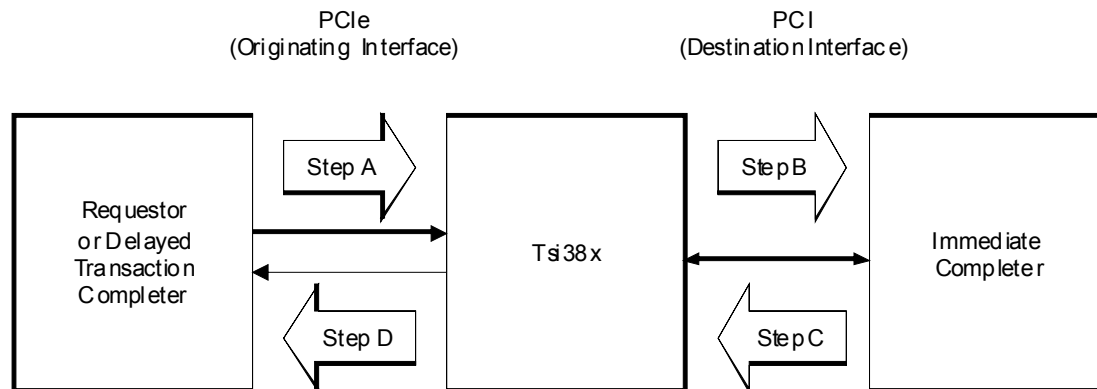 PCIe
(Originating Interface)
PCI
(Destination Interface)
Step A
Step B
Requestor
or Delayed
Transaction
Completer
Tsi38x
Immediate
Completer
Step D
Step C